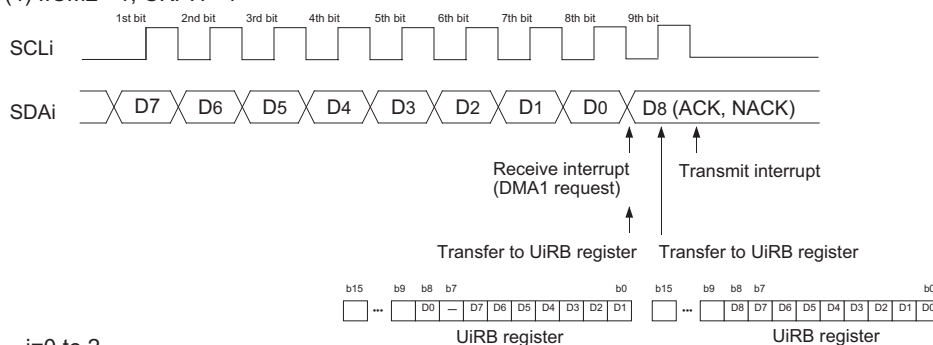 1st bit 2nd bit 3rd bit 4th bit 5th bit 6th bit 7th bit 8th bit 9th bit
SCLi
SDAi
D7 D6 D5 D4 D3 D2 D1 D0 D8 (ACK, NACK)
Receive interrupt
(DMA1 request)
Transmit interrupt
Transfer to UiRB register Transfer to UiRB register
b15 b9 b8 b7 b0 b15 b9 b8 b7 b0
••• D0 — D7 D6 D5 D4 D3 D2 D1 ••• D8 D7 D6 D5 D4 D3 D2 D1 D0
UiRB register UiRB register